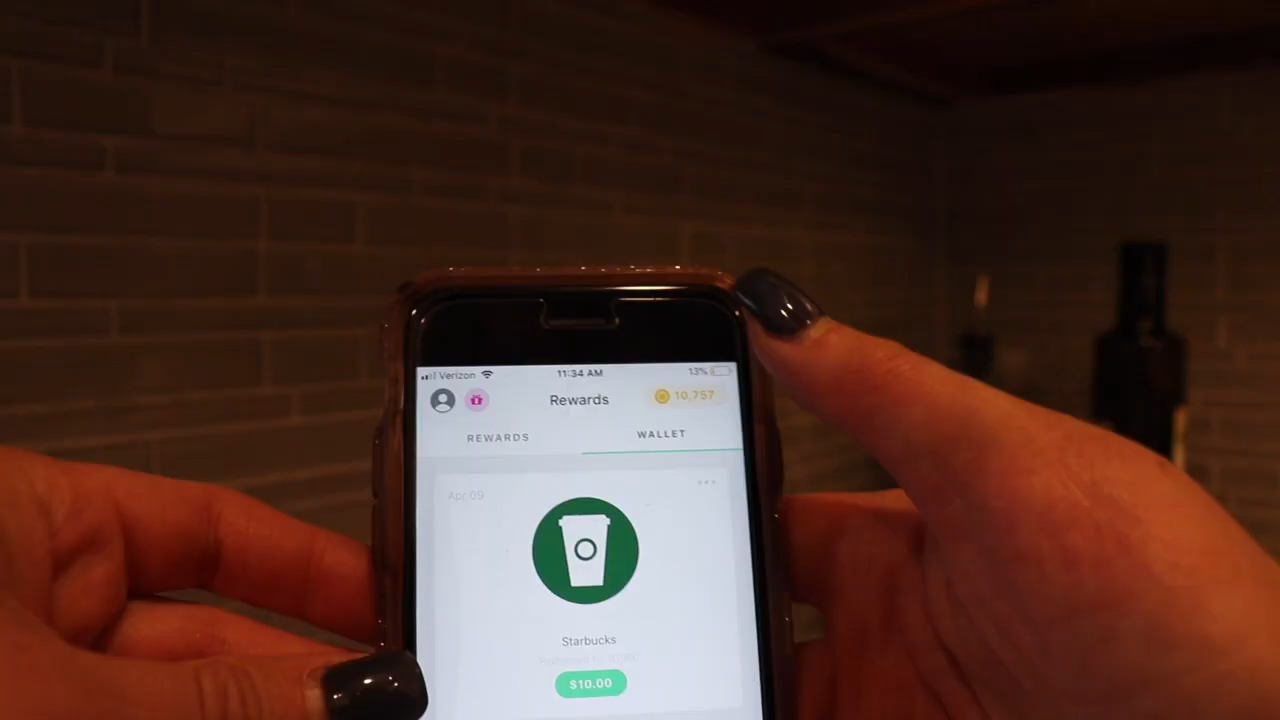 Verizon 11:34 AM 13%
Rewards 10,757
REWARDS WALLET
Apr 09
Starbucks
$10.00